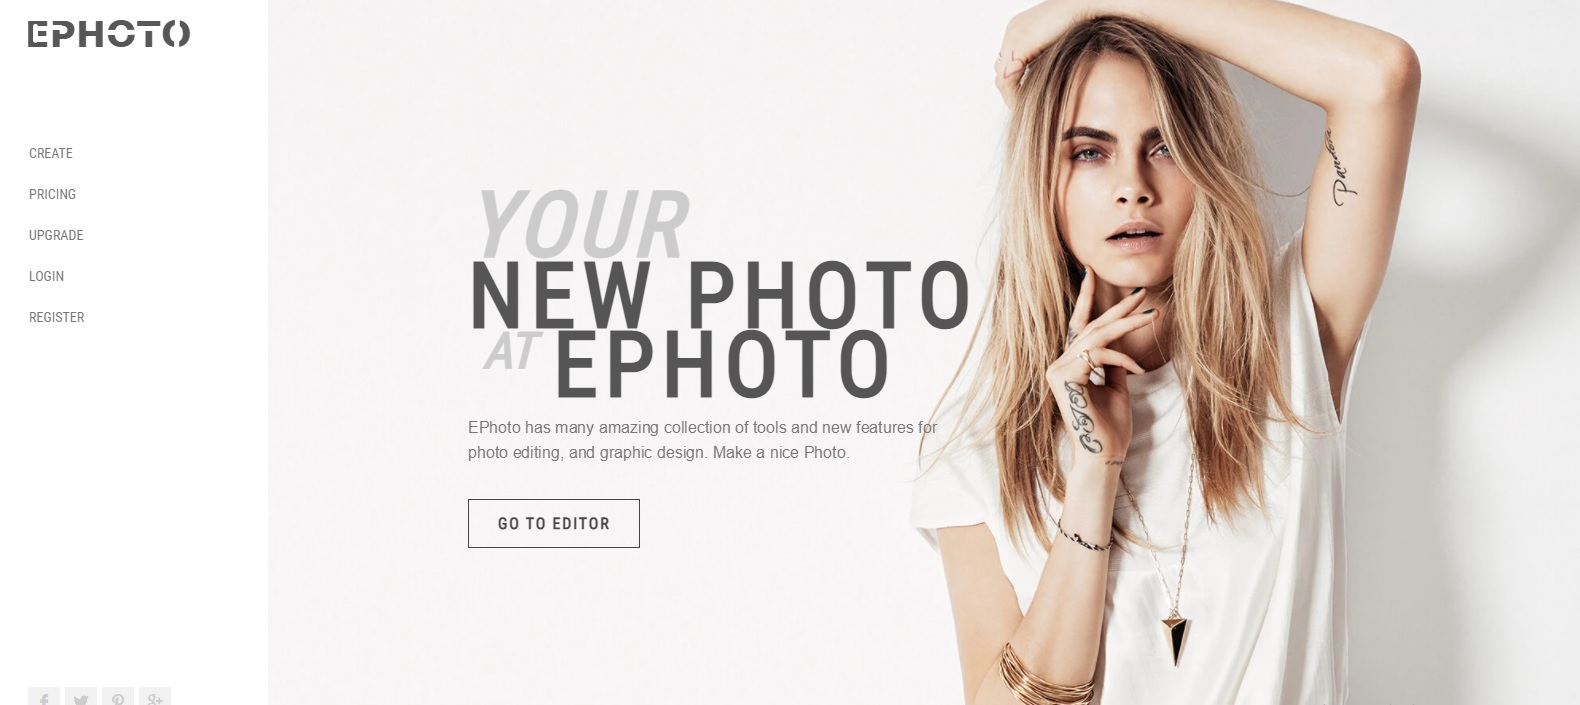 EPHOTO
CREATE
PRICING
UPGRADE
LOGIN
REGISTER
YOUR
NEW PHOTO
AT EPHOTO
EPhoto has many amazing collection of tools and new features for
photo editing, and graphic design. Make a nice Photo.
GO TO EDITOR
Pandora